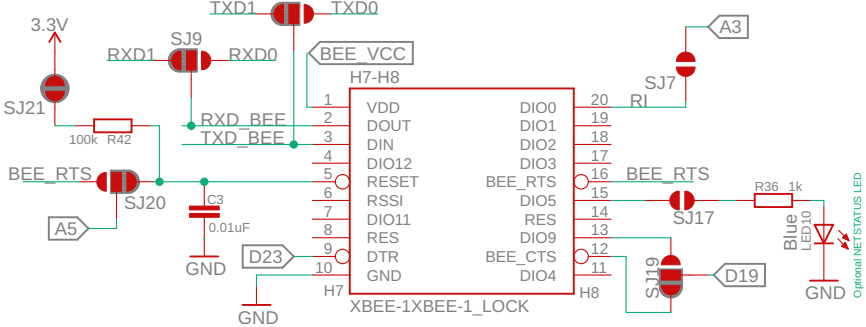 TXD1 TXD0
3.3V
SJ9
RXD1 RXD0
BEE_VCC
A3
SJ7
H7-H8
SJ21
1 VDD DIO0 20 RI
RXD_BEE 2 DOUT DIO1 19
TXD_BEE 3 DIN DIO2 18
100k R42
4 DIO12 DIO3 17
BEE_RTS 5 RESET BEE_RTS 16 BEE_RTS
SJ20
6 RSSI DIO5 15
R36 1k
SJ17
C3
0.01uF
7 DIO11 RES 14
A5
8 RES DIO9 13
Blue
LED10
Optional NETSTATUS LED
D23 9 DTR BEE_CTS 12
GND
10 GND DIO4 11
SJ19
D19
H7 H8
XBEE-1XBEE-1_LOCK
GND
GND